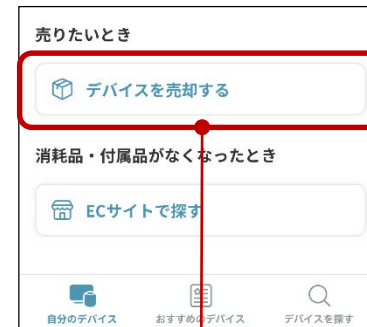 売りたいとき
デバイスを売却する
消耗品・付属品がなくなったとき
ECサイトで探す
自分のデバイス
おすすめのデバイス
デバイスを探す